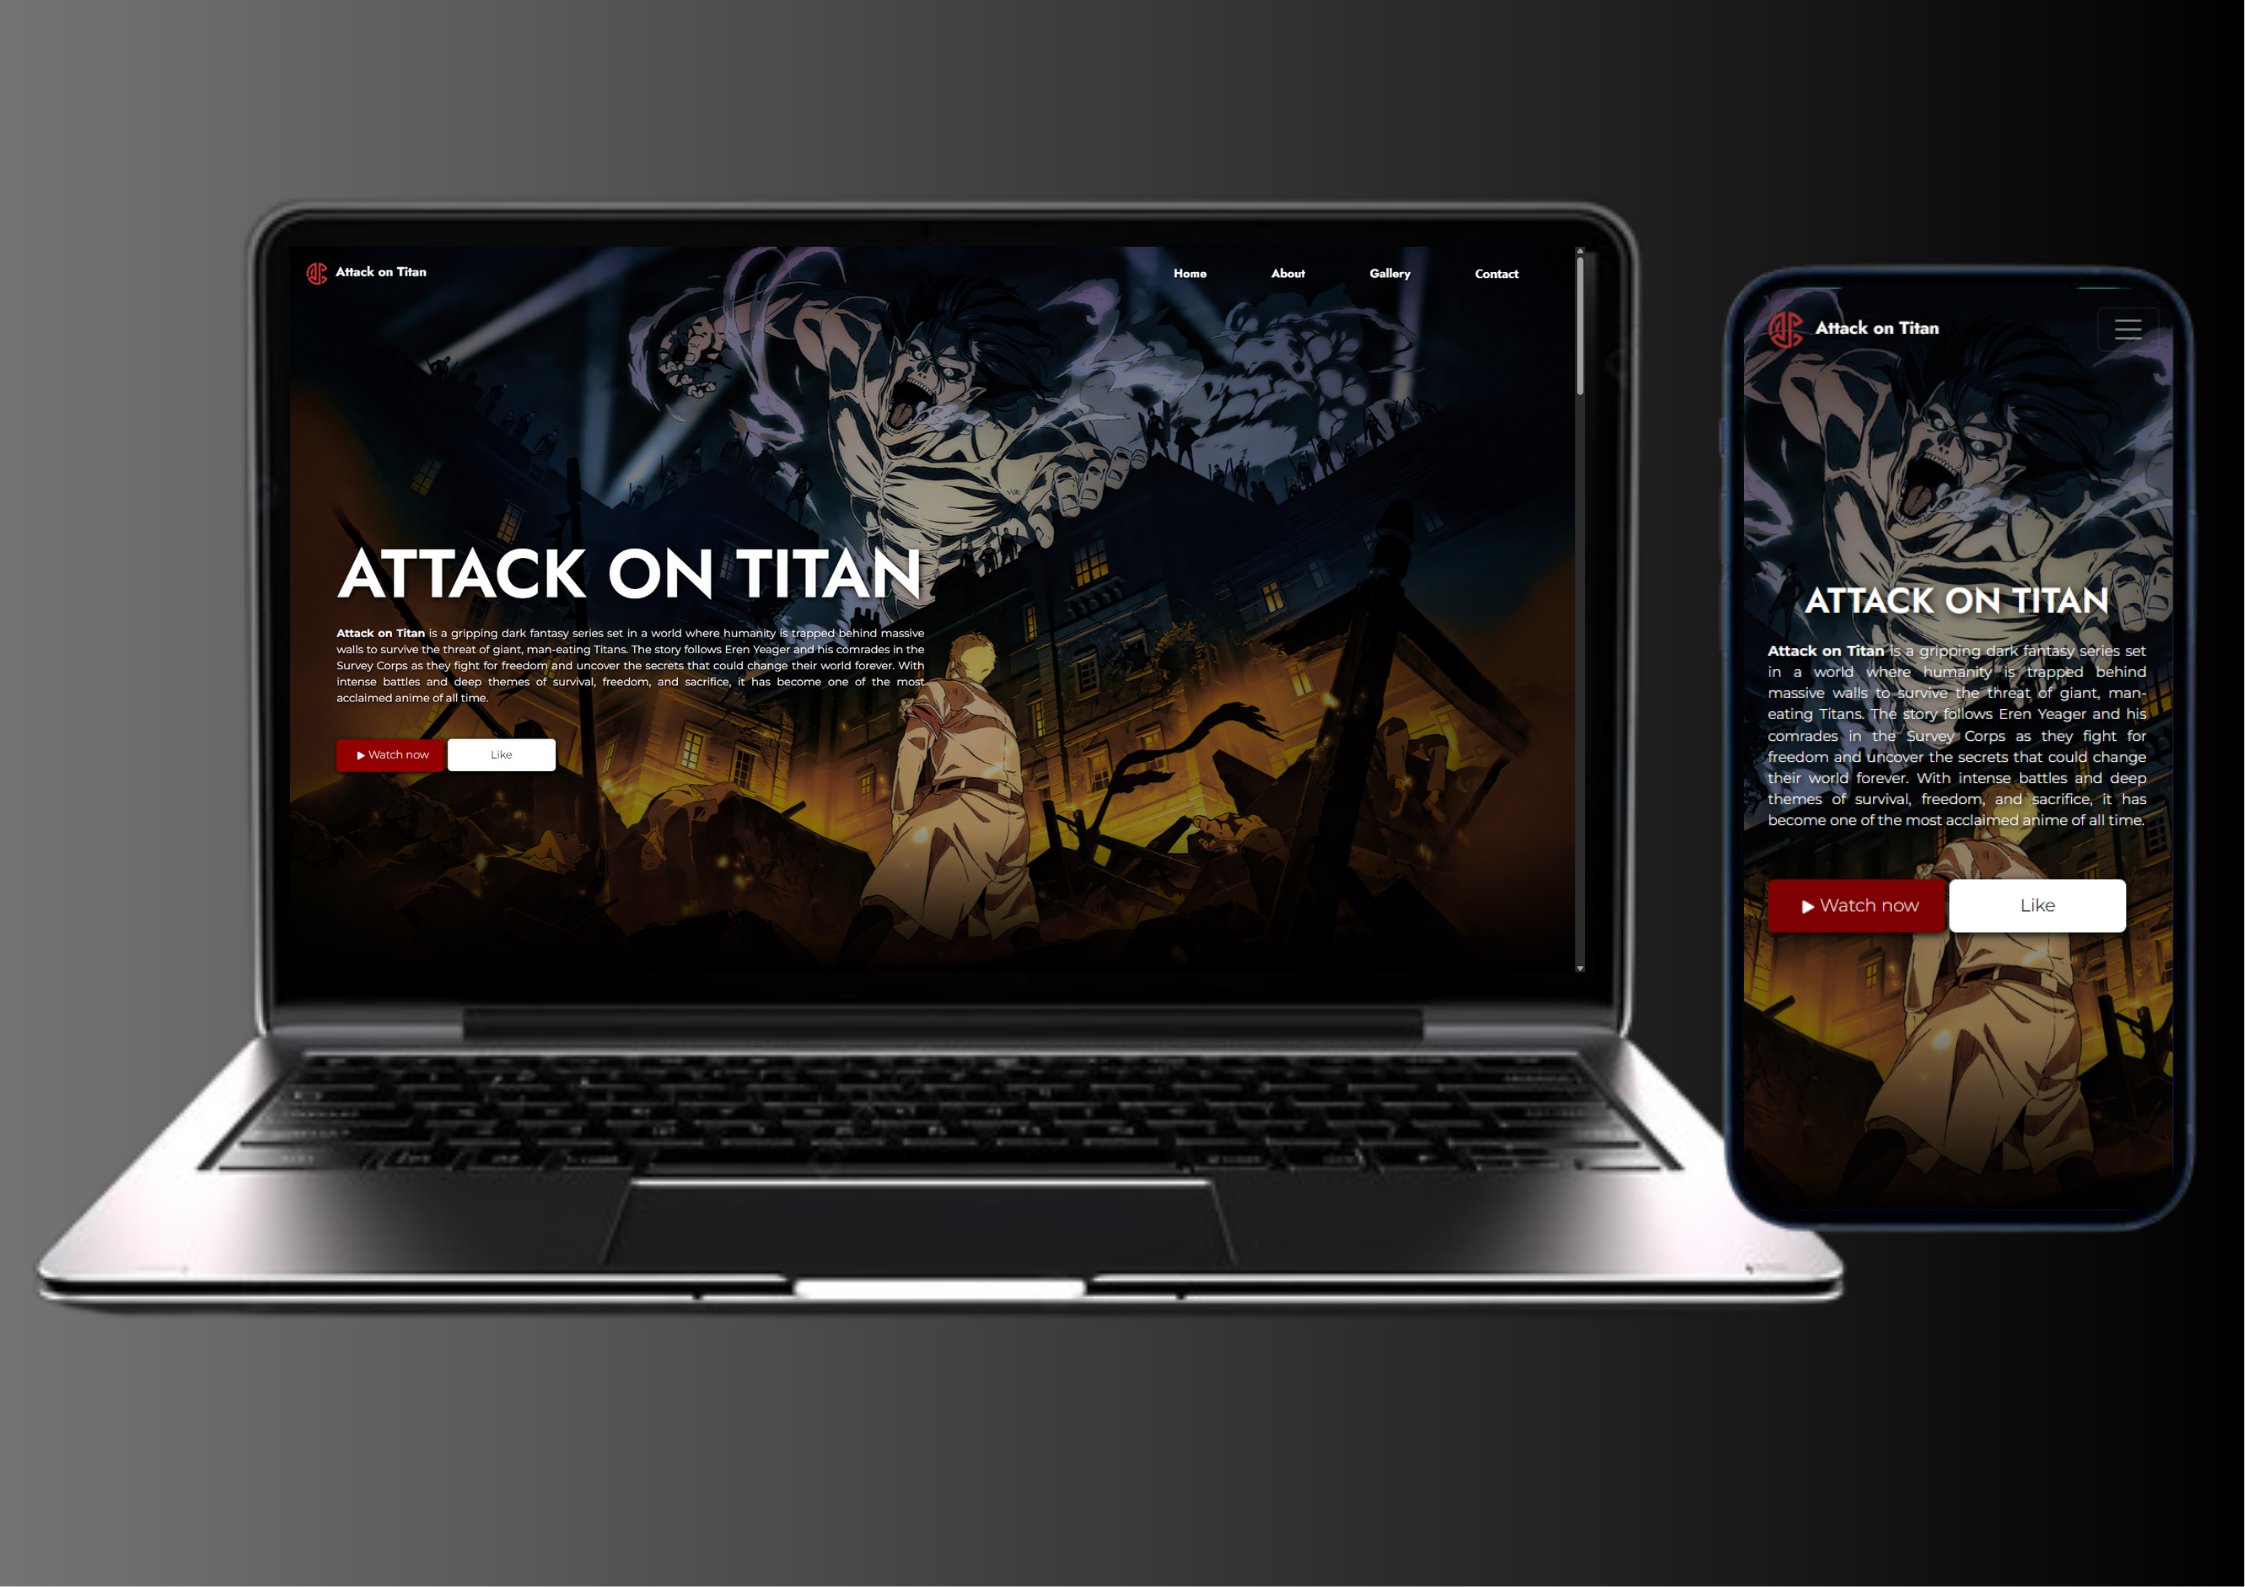 Attack on Titan
Home About Gallery Contact
ATTACK ON TITAN
Attack on Titan is a gripping dark fantasy series set in a world where humanity is trapped behind massive
walls to survive the threat of giant, man-eating Titans. The story follows Eren Yeager and his comrades in the
Survey Corps as they fight for freedom and uncover the secrets that could change their world forever. With
intense battles and deep themes of survival, freedom, and sacrifice, it has become one of the most
acclaimed anime of all time.
Watch now Like
Attack on Titan
ATTACK ON TITAN
Attack on Titan is a gripping dark fantasy series set
in a world where humanity is trapped behind
massive walls to survive the threat of giant, man-
eating Titans. The story follows Eren Yeager and his
comrades in the Survey Corps as they fight for
freedom and uncover the secrets that could change
their world forever. With intense battles and deep
themes of survival, freedom, and sacrifice, it has
become one of the most acclaimed anime of all time.
Watch now Like